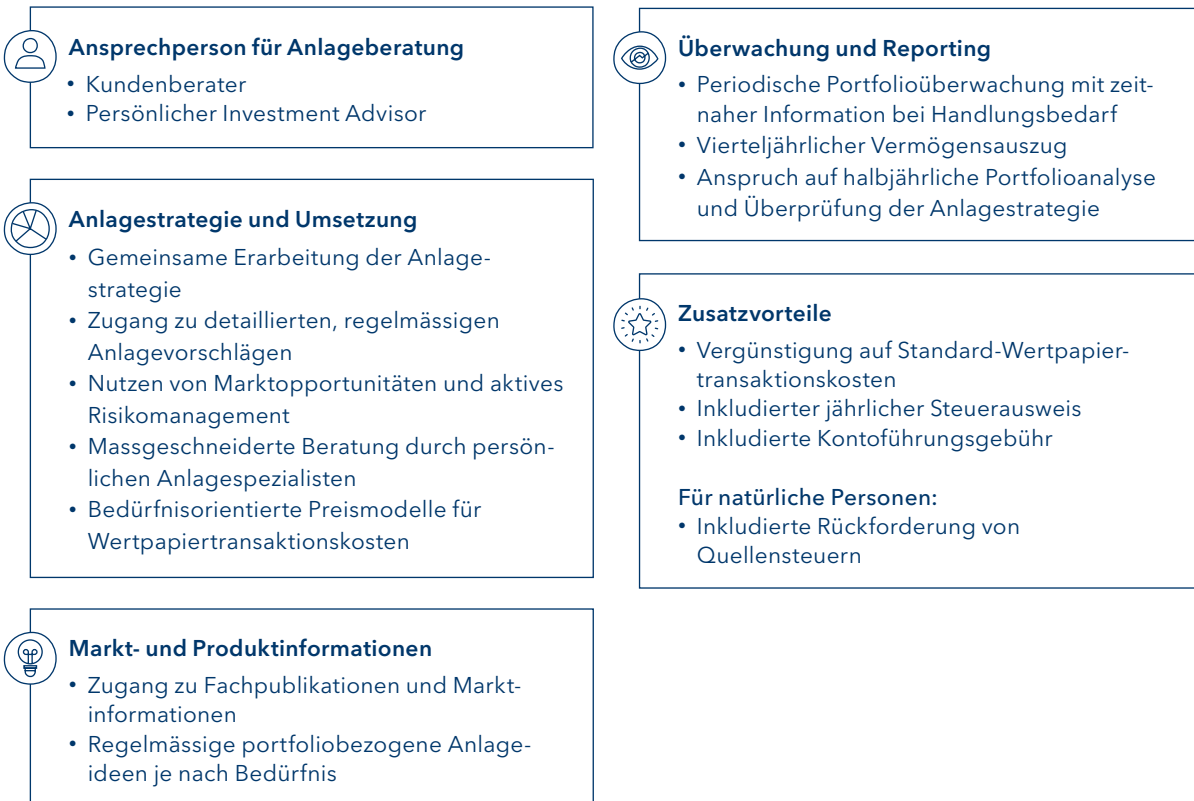 Ansprechperson für Anlageberatung
• Kundenberater
• Persönlicher Investment Advisor
Anlagestrategie und Umsetzung
• Gemeinsame Erarbeitung der Anlage-
strategie
• Zugang zu detaillierten, regelmässigen
Anlagevorschlägen
• Nutzen von Marktopportunitäten und aktives
Risikomanagement
• Massgeschneiderte Beratung durch persön-
lichen Anlagespezialisten
• Bedürfnisorientierte Preismodelle für
Wertpapiertransaktionskosten
Markt- und Produktinformationen
• Zugang zu Fachpublikationen und Markt-
informationen
• Regelmässige portfoliobezogene Anlage-
ideen je nach Bedürfnis
Überwachung und Reporting
• Periodische Portfolioüberwachung mit zeit-
naher Information bei Handlungsbedarf
• Vierteljährlicher Vermögensauszug
• Anspruch auf halbjährliche Portfolioanalyse
und Überprüfung der Anlagestrategie
Zusatzvorteile
• Vergünstigung auf Standard-Wertpapier-
transaktionskosten
• Inkludierter jährlicher Steuerausweis
• Inkludierte Kontoführungsgebühr
Für natürliche Personen:
• Inkludierte Rückforderung von
Quellensteuern